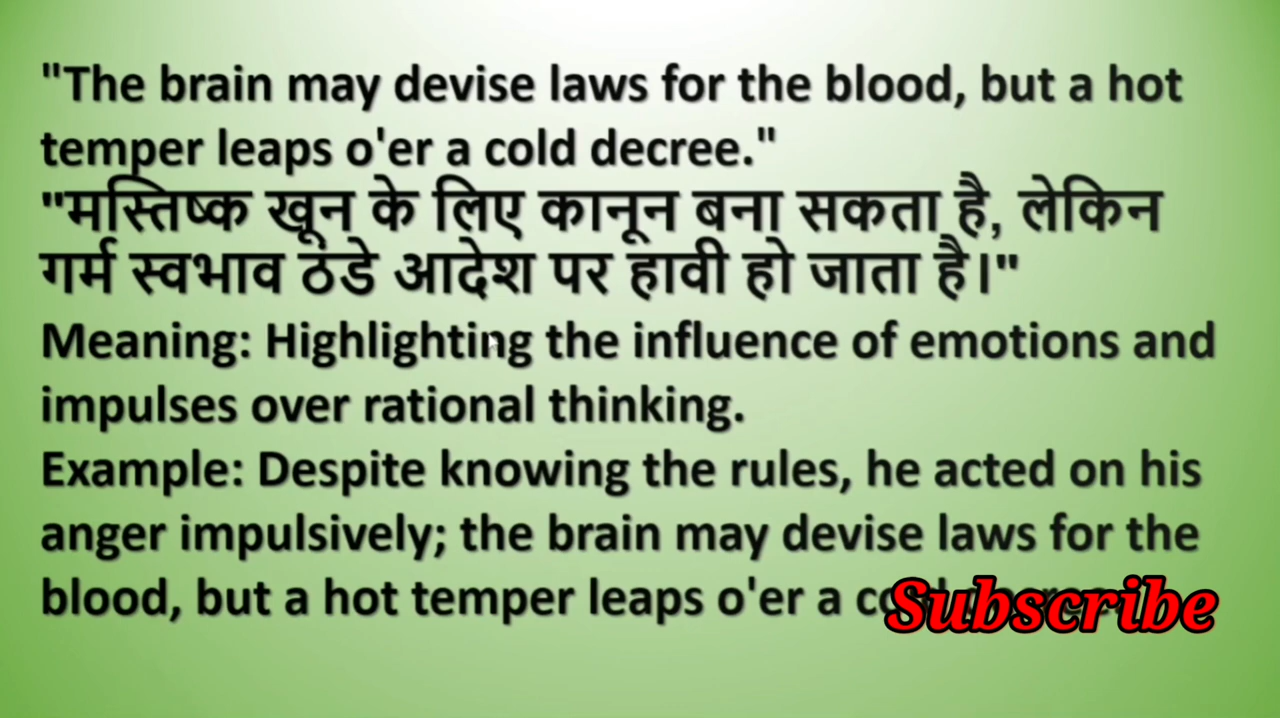 "The brain may devise laws for the blood, but a hot
temper leaps o'er a cold decree."
"मस्तिष्क खून के लिए कानून बना सकता है, लेकिन
गर्म स्वभाव ठंडे आदेश पर हावी हो जाता है।"
Meaning: Highlighting the influence of emotions and
impulses over rational thinking.
Example: Despite knowing the rules, he acted on his
anger impulsively; the brain may devise laws for the
blood, but a hot temper leaps o'er a
Subscribe